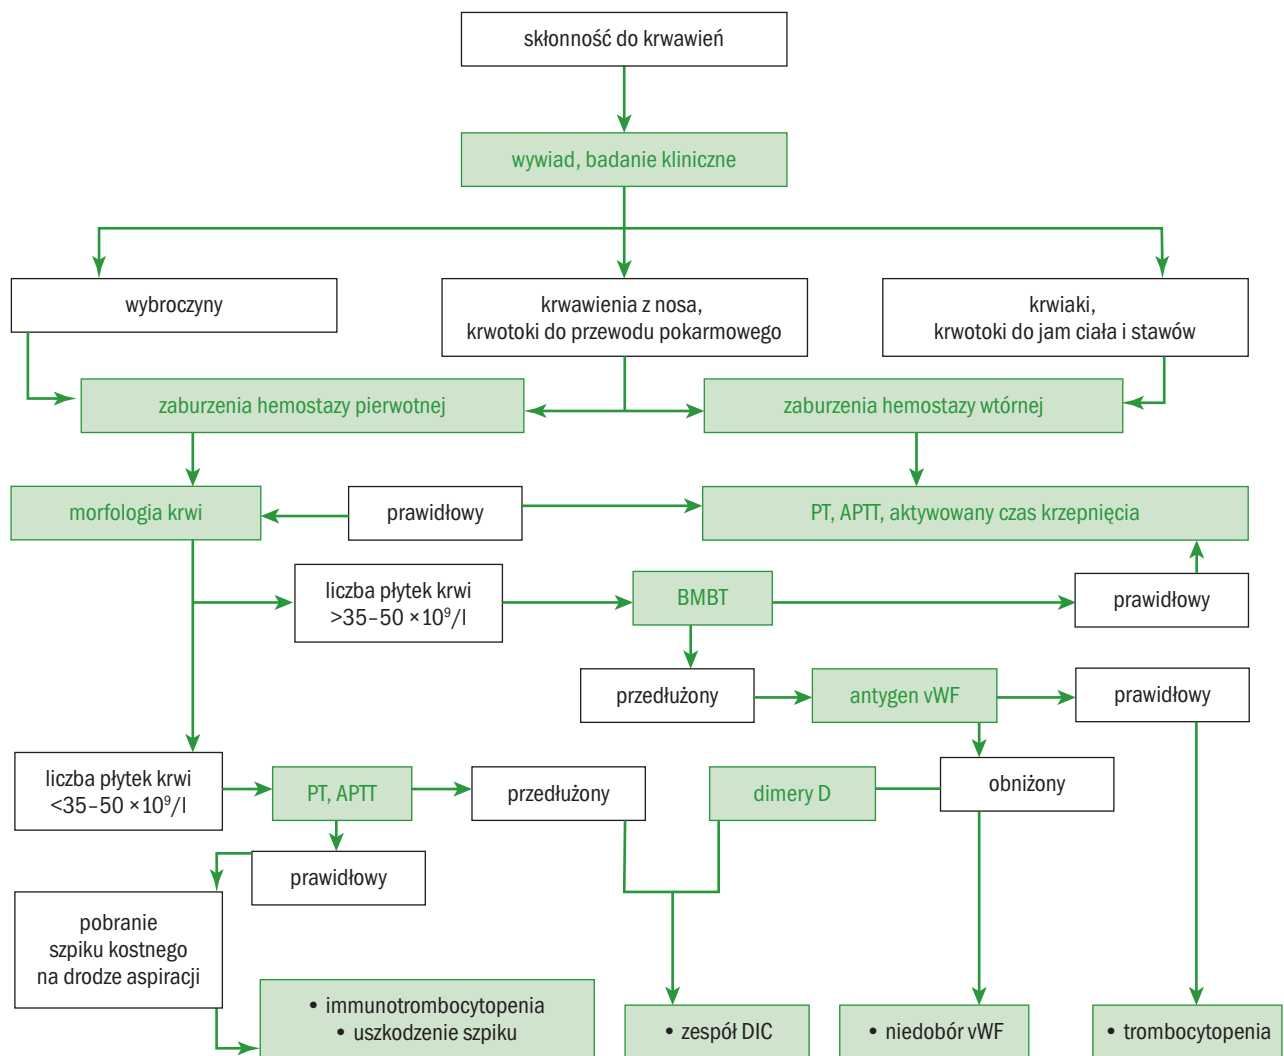 skłonność do krwawień
wywiad, badanie kliniczne
wybroczyny
krwawienia z nosa,
krwotoki do przewodu pokarmowego
krwiaki,
krwotoki do jam ciała i stawów
zaburzenia hemostazy pierwotnej
zaburzenia hemostazy wtórnej
morfologia krwi
prawidłowy
PT, APTT, aktywowany czas krzepnięcia
liczba płytek krwi
>35–50 ×10⁹/l
BMBT
prawidłowy
przedłużony
antygen vWF
prawidłowy
liczba płytek krwi
<35–50 ×10⁹/l
PT, APTT
przedłużony
dimery D
obniżony
prawidłowy
pobranie
szpiku kostnego
na drodze aspiracji
• immunotrombocytopenia
• uszkodzenie szpiku
• zespół DIC
• niedobór vWF
• trombocytopenia